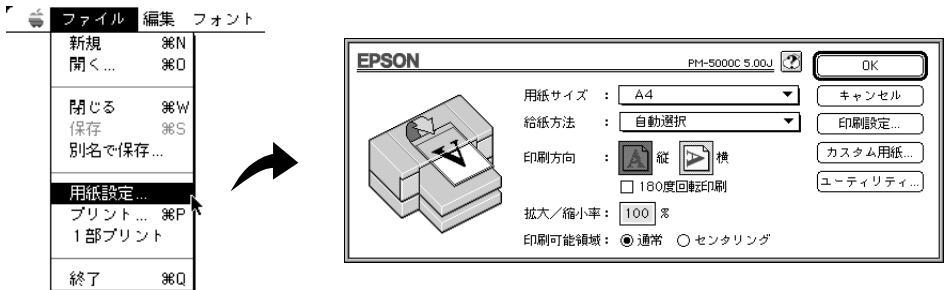 ファイル 編集 フォント
新規 ⌘N
開く... ⌘O
閉じる ⌘W
保存 ⌘S
別名で保存...
用紙設定...
プリント... ⌘P
1部プリント
終了 ⌘Q
EPSON PM-5000C 5.00J ?
用紙サイズ : A4
給紙方法 : 自動選択
印刷方向 : A 縦 A 横
180度回転印刷
拡大/縮小率: 100 %
印刷可能領域: 通常 センタリング
A
OK
キャンセル
印刷設定...
カスタム用紙...
ユーティリティ...